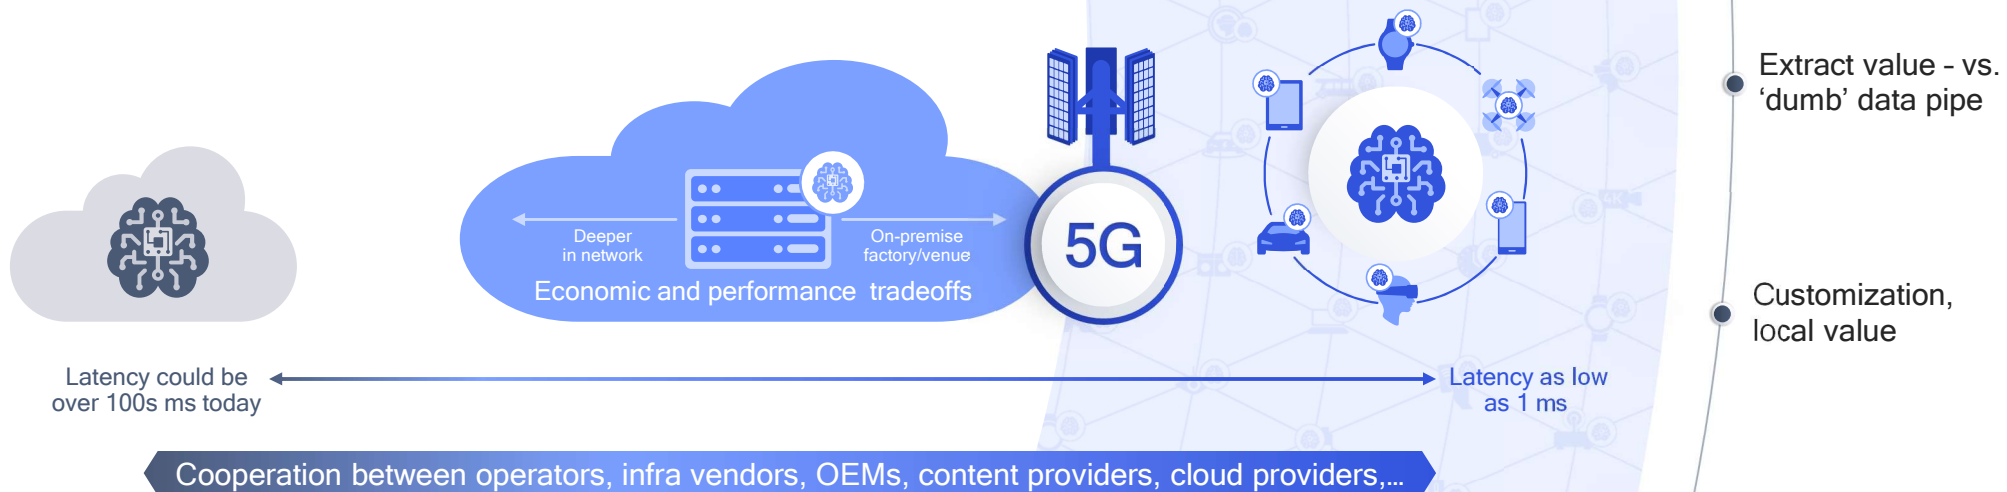 Extract value - vs.
‘dumb’ data pipe
5G
Deeper
in network
On-premise
factory/venue
Economic and performance tradeoffs
Customization,
local value
Latency could be
over 100s ms today
Latency as low
as 1 ms
Cooperation between operators, infra vendors, OEMs, content providers, cloud providers,...
4K